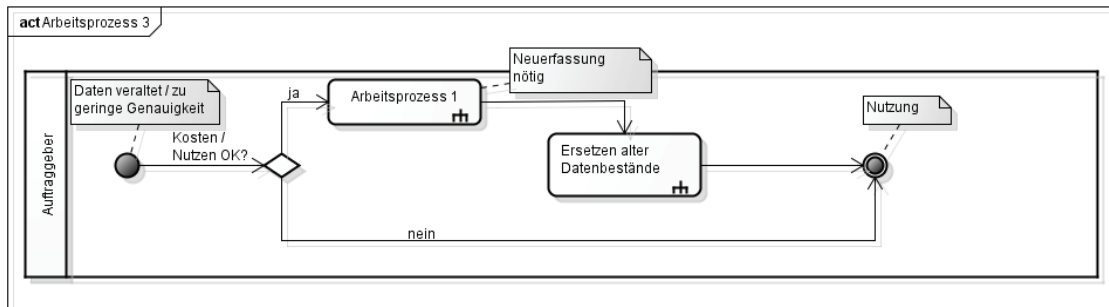 act Arbeitsprozess 3
Auftraggeber
Daten veraltet / zu
geringe Genauigkeit
Kosten /
Nutzen OK?
ja
Arbeitsprozess 1
Neuerfassung
nötig
Ersetzen alter
Datenbestände
Nutzung
nein